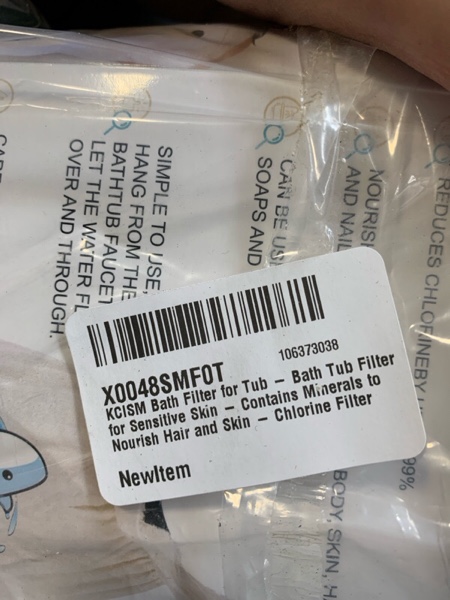 SIMPLE TO USE,
HANG FROM THE
BATHTUB FAUCET
LET THE WATER FL
OVER AND THROUGH.
CAN BE US
SOAPS AND
NOURISH
AND NAIL
REDUCES CHLORINE BY U
99%
BODY, SKIN, H
106373038
X0048SMF0T
KCISM Bath Filter for Tub – Bath Tub Filter
for Sensitive Skin – Contains Minerals to
Nourish Hair and Skin – Chlorine Filter
NewItem